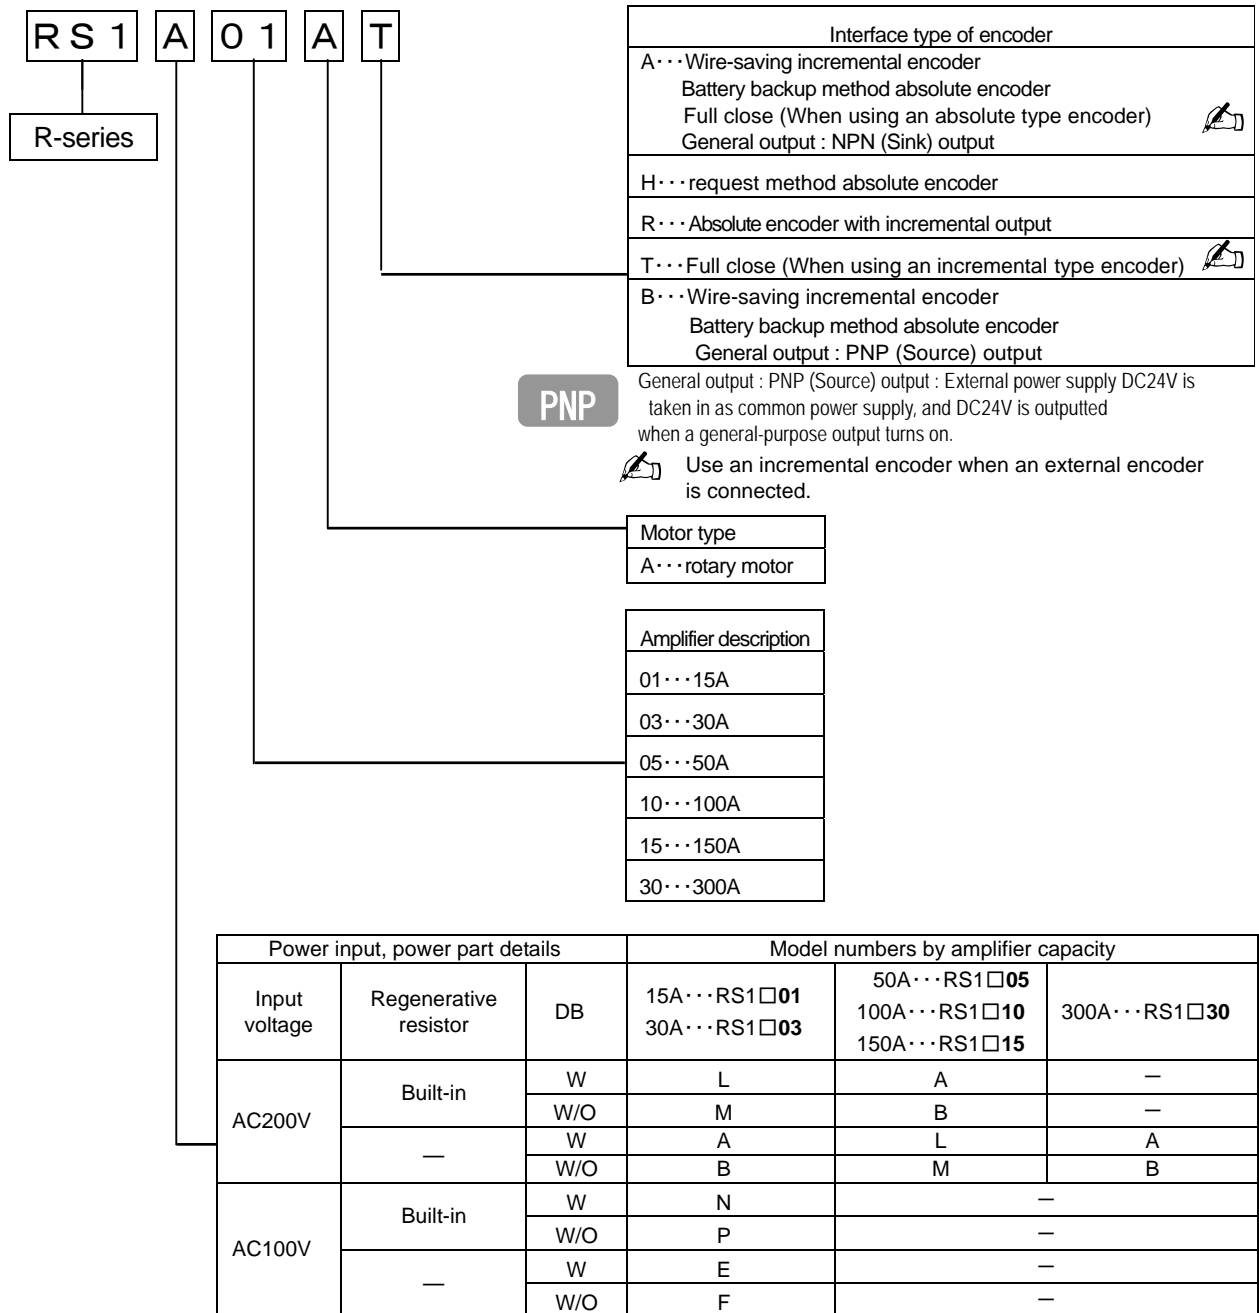 RS1 A 01 A T
R-series
Interface type of encoder
A･･･Wire-saving incremental encoder
Battery backup method absolute encoder
Full close (When using an absolute type encoder)
General output : NPN (Sink) output
H･･･request method absolute encoder
R･･･Absolute encoder with incremental output
T･･･Full close (When using an incremental type encoder)
B･･･Wire-saving incremental encoder
Battery backup method absolute encoder
General output : PNP (Source) output
PNP
General output : PNP (Source) output : External power supply DC24V is
taken in as common power supply, and DC24V is outputted
when a general-purpose output turns on.
Use an incremental encoder when an external encoder
is connected.
Motor type
A･･･rotary motor
Amplifier description
01･･･15A
03･･･30A
05･･･50A
10･･･100A
15･･･150A
30･･･300A
Power input, power part details Model numbers by amplifier capacity
Input voltage Regenerative resistor DB 15A･･･RS1□01 30A･･･RS1□03 50A･･･RS1□05 100A･･･RS1□10 150A･･･RS1□15 300A･･･RS1□30
AC200V Built-in W L A －
W/O M B －
― W A L A
W/O B M B
AC100V Built-in W N －
W/O P －
― W E －
W/O F －